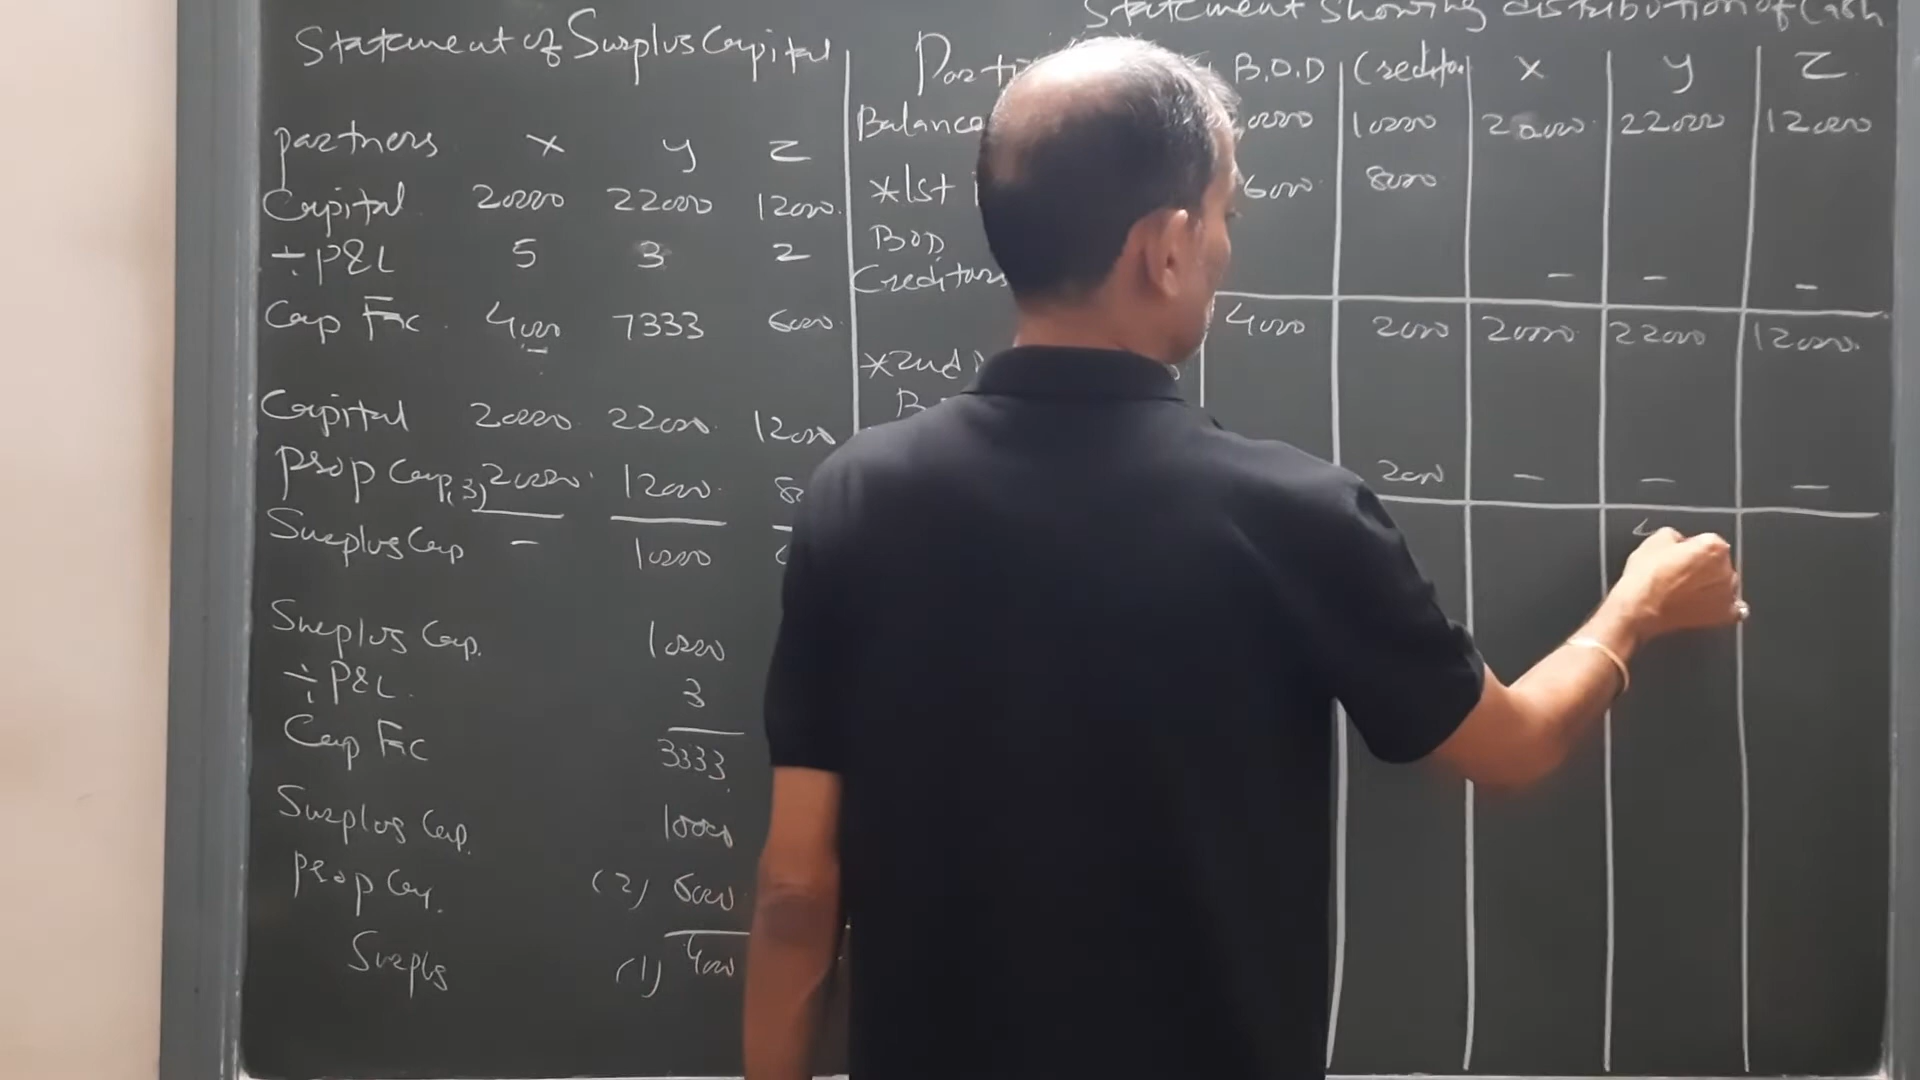 Statement of Surplus Capital
partners x y z
Capital 20000 22000 12000
÷ P&L 5 3 2
Cap Fac 4000 7333 6000
Capital 20000 22000 12000
Prop Cap (3) 20000 12000
Surplus Cap - 10000
Surplus Cap. 10000
÷ P&L. 3
Cap Fac 3333
Surplus Cap. 10000
Prop Cap. (2) 6000
Surpls (1) 4000
Statement Showing distribution of Cash
B.O.D Creditor x y z
Balance 10000 20000 22000 12000
*1st 6000 8000
BOD
Creditors - - -
4000 2000 20000 22000 12000
*2nd
2000 - - -